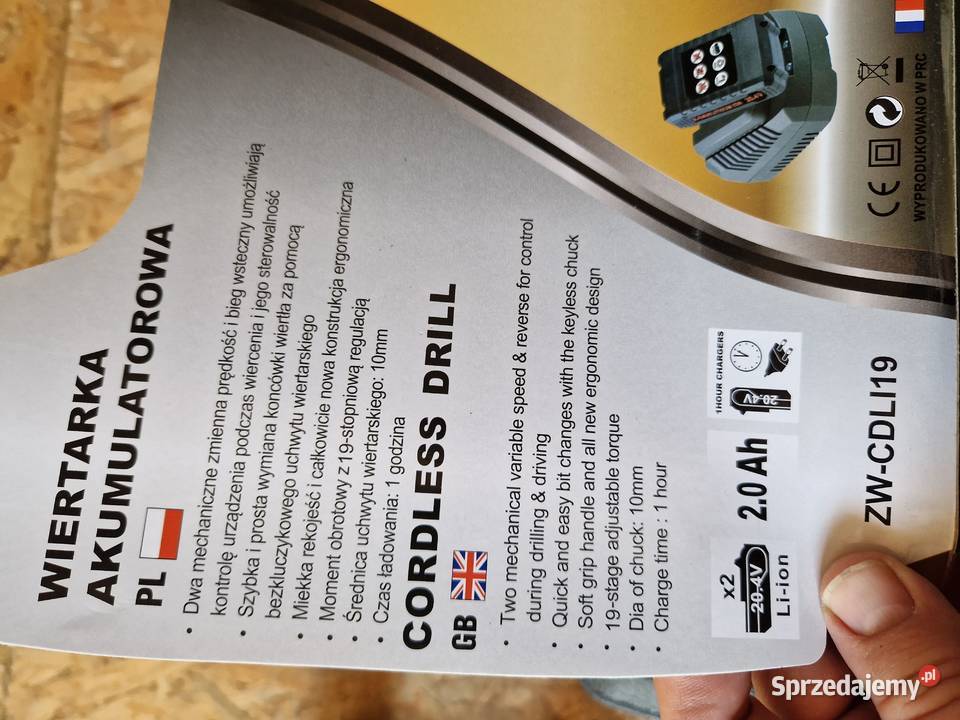 WIERTARKA
AKUMULATOROWA
PL
• Dwa mechaniczne zmienna prędkość i bieg wsteczny umożliwiają
kontrolę urządzenia podczas wiercenia i jego sterowalność
• Szybka i prosta wymiana końcówki wiertła za pomocą
bezkluczykowego uchwytu wiertarskiego
• Miękka rękojeść i całkowicie nowa konstrukcja ergonomiczna
• Moment obrotowy z 19-stopniową regulacją
• Średnica uchwytu wiertarskiego: 10mm
• Czas ładowania: 1 godzina
CORDLESS DRILL
GB
• Two mechanical variable speed & reverse for control
during drilling & driving
• Quick and easy bit changes with the keyless chuck
• Soft grip handle and all new ergonomic design
• 19-stage adjustable torque
• Dia of chuck: 10mm
• Charge time : 1 hour
x2
20.4V
Li-ion
2.0 Ah
1HOUR CHARGERS
20.4V
ZW-CDLI19
CE
WYPRODUKOWANO W PRC
Sprzedajemy.pl